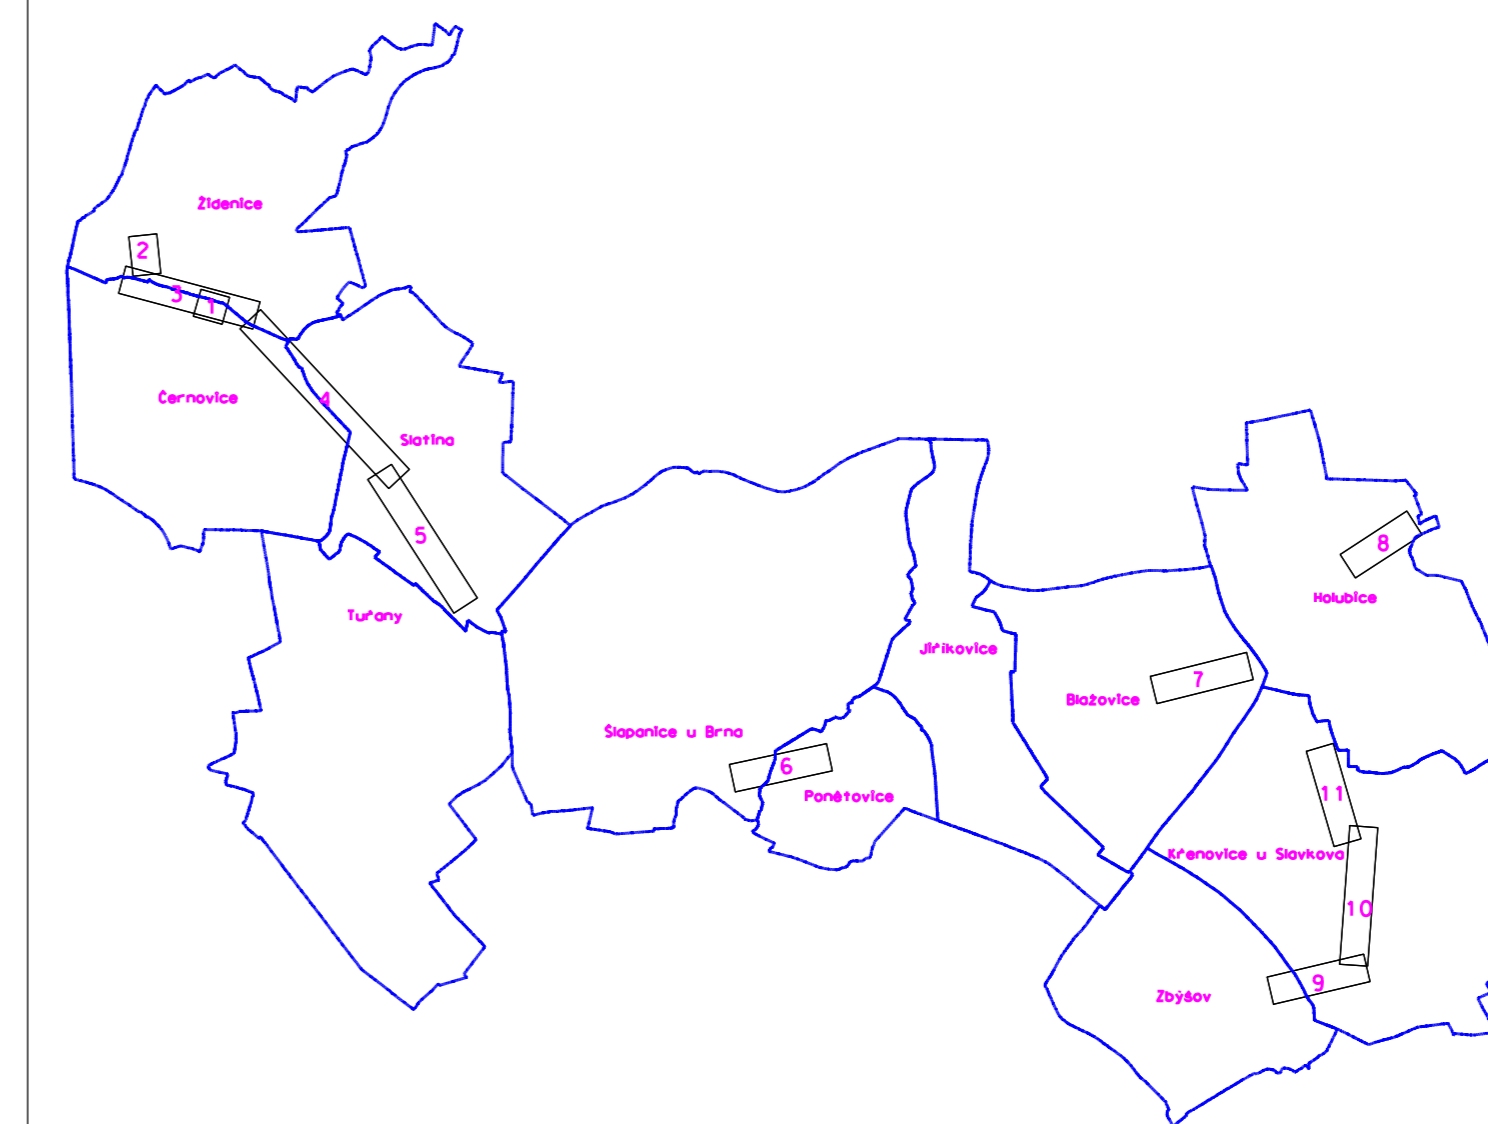 Židenice
2
3
1
Černovice
4
Slatina
5
Tuřany
8
Holubice
Jiříkovice
7
Blažovice
Šlapanice u Brna
6
Ponětovice
11
Křenovice u Slavkova
10
9
Zbýšov